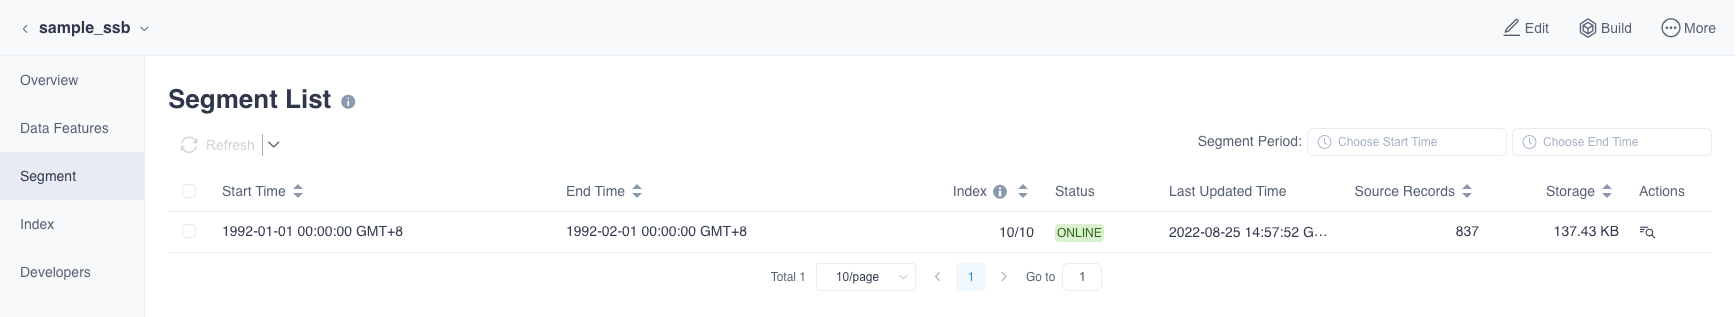 sample_ssb
Edit
Build
More
Overview
Data Features
Segment
Index
Developers
Segment List
Refresh
Segment Period: Choose Start Time Choose End Time
Start Time End Time Index Status Last Updated Time Source Records Storage Actions
1992-01-01 00:00:00 GMT+8 1992-02-01 00:00:00 GMT+8 10/10 ONLINE 2022-08-25 14:57:52 G... 837 137.43 KB
Total 1 10/page 1 Go to 1